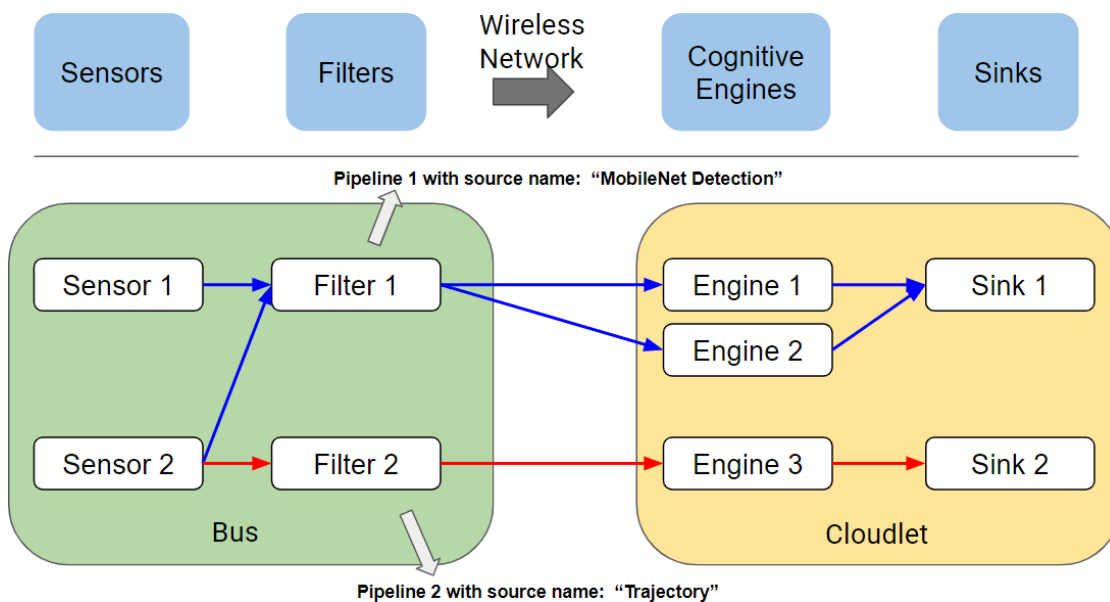 Sensors
Filters
Wireless
Network
Cognitive
Engines
Sinks
Pipeline 1 with source name: “MobileNet Detection”
Sensor 1
Filter 1
Engine 1
Sink 1
Engine 2
Sensor 2
Filter 2
Engine 3
Sink 2
Bus
Cloudlet
Pipeline 2 with source name: “Trajectory”